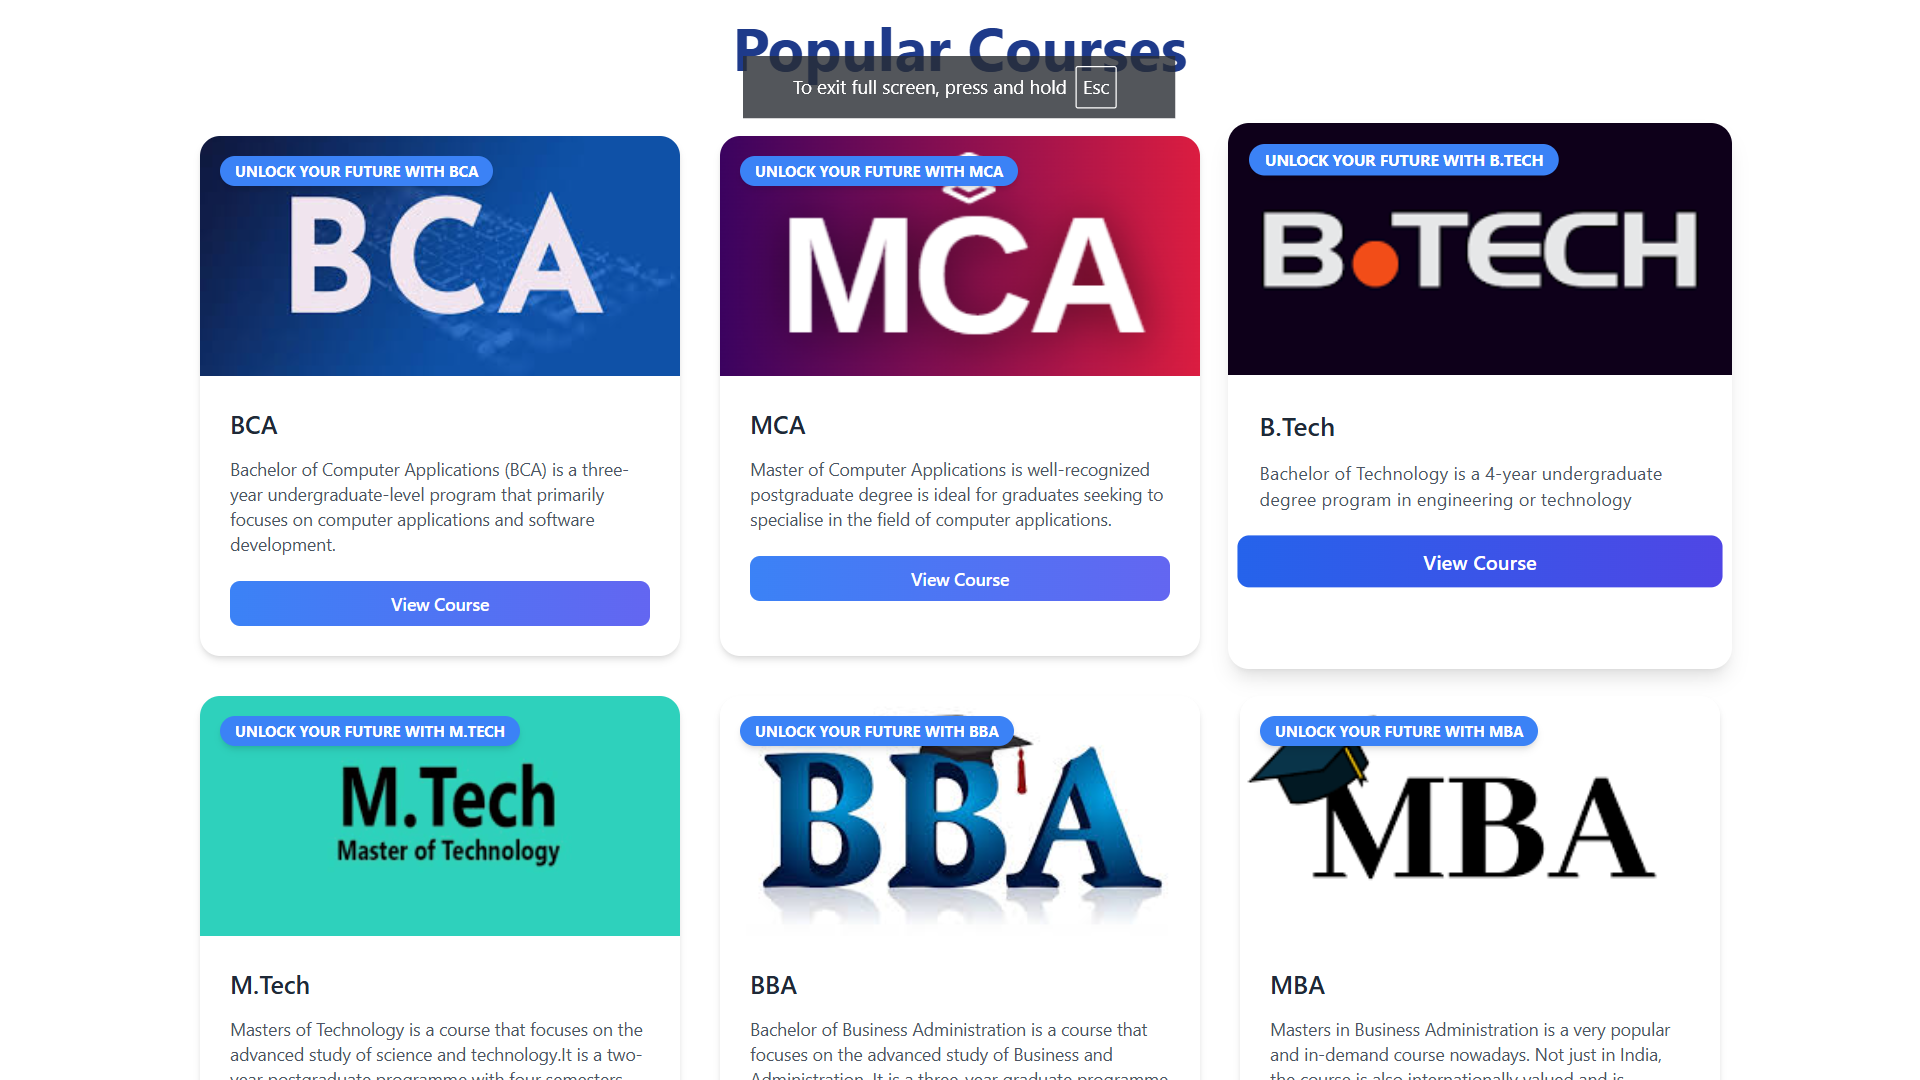 Popular Courses
To exit full screen, press and hold Esc
UNLOCK YOUR FUTURE WITH BCA
BCA
BCA
Bachelor of Computer Applications (BCA) is a three-
year undergraduate-level program that primarily
focuses on computer applications and software
development.
View Course
UNLOCK YOUR FUTURE WITH MCA
MCA
MCA
Master of Computer Applications is well-recognized
postgraduate degree is ideal for graduates seeking to
specialise in the field of computer applications.
View Course
UNLOCK YOUR FUTURE WITH B.TECH
B.TECH
B.Tech
Bachelor of Technology is a 4-year undergraduate
degree program in engineering or technology
View Course
UNLOCK YOUR FUTURE WITH M.TECH
M.Tech
Master of Technology
M.Tech
Masters of Technology is a course that focuses on the
advanced study of science and technology.It is a two-
year postgraduate programme with four semesters
UNLOCK YOUR FUTURE WITH BBA
BBA
BBA
Bachelor of Business Administration is a course that
focuses on the advanced study of Business and
Administration. It is a three-year graduate programme
UNLOCK YOUR FUTURE WITH MBA
MBA
MBA
Masters in Business Administration is a very popular
and in-demand course nowadays. Not just in India,
the course is also internationally valued and is